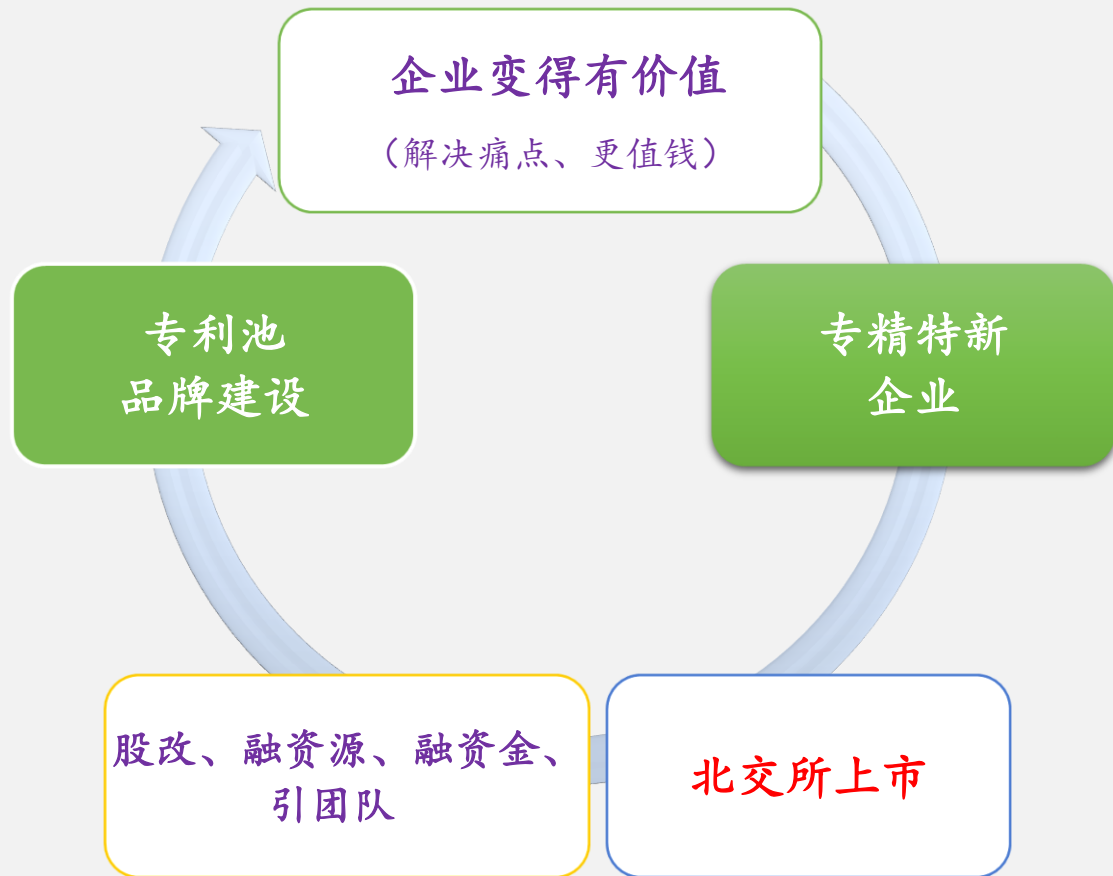 企业变得有价值
（解决痛点、更值钱）
专利池
品牌建设
专精特新
企业
股改、融资源、融资金、
引团队
北交所上市